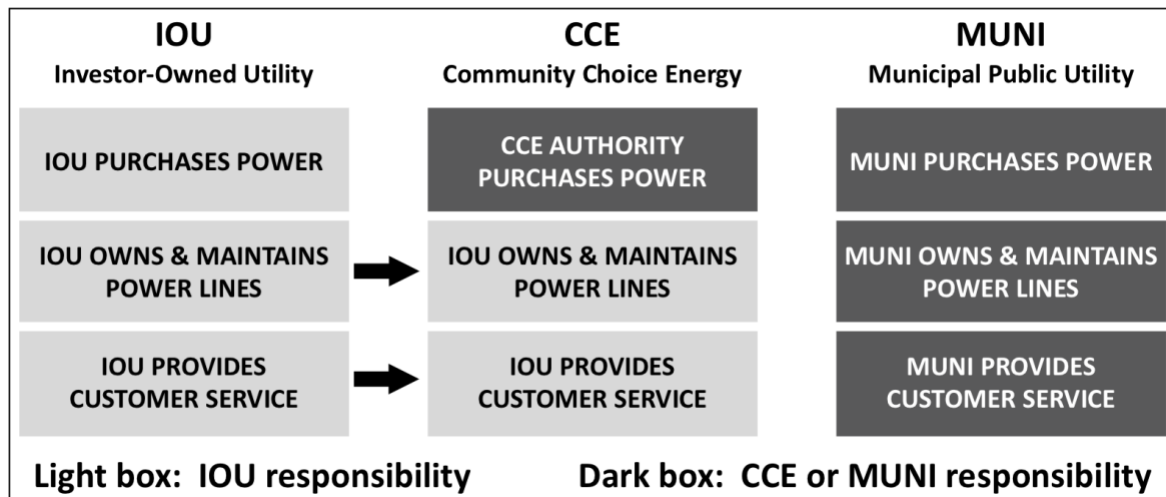 IOU
Investor-Owned Utility
CCE
Community Choice Energy
MUNI
Municipal Public Utility
IOU PURCHASES POWER
CCE AUTHORITY
PURCHASES POWER
MUNI PURCHASES POWER
IOU OWNS & MAINTAINS
POWER LINES
IOU OWNS & MAINTAINS
POWER LINES
MUNI OWNS & MAINTAINS
POWER LINES
IOU PROVIDES
CUSTOMER SERVICE
IOU PROVIDES
CUSTOMER SERVICE
MUNI PROVIDES
CUSTOMER SERVICE
Light box: IOU responsibility
Dark box: CCE or MUNI responsibility